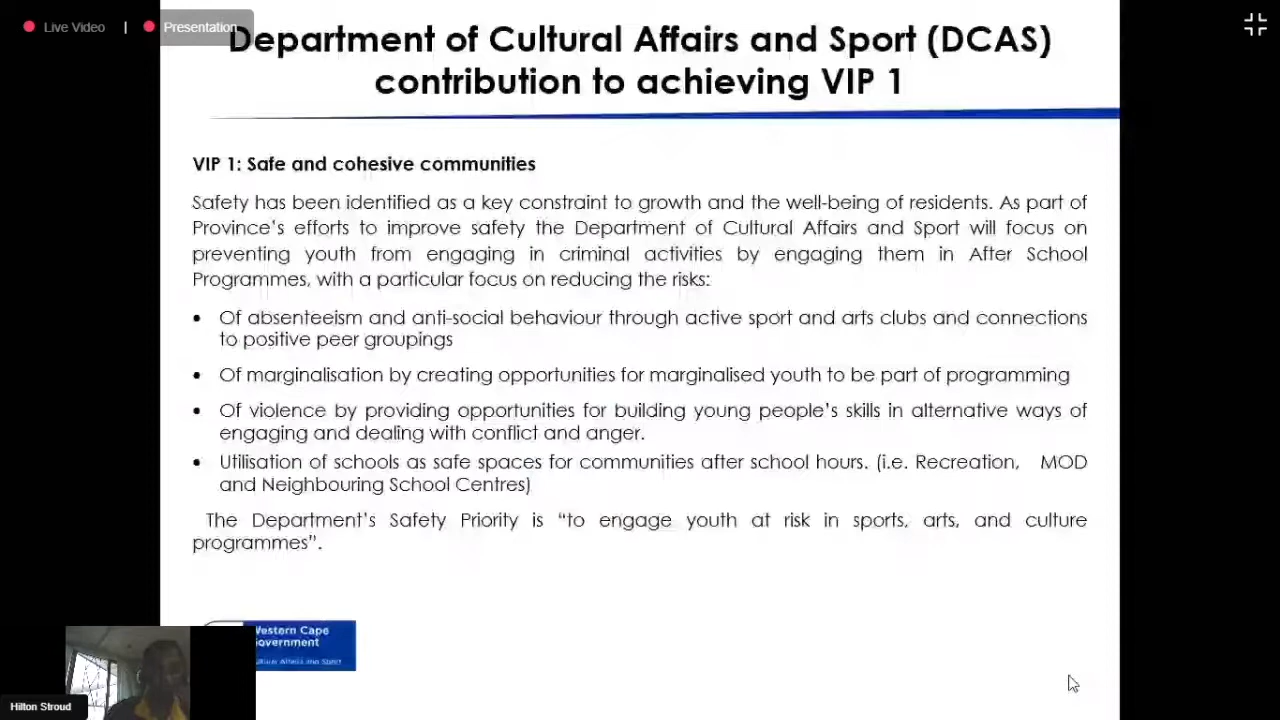 Live Video | Presentation
Department of Cultural Affairs and Sport (DCAS)
contribution to achieving VIP 1
VIP 1: Safe and cohesive communities
Safety has been identified as a key constraint to growth and the well-being of residents. As part of
Province's efforts to improve safety the Department of Cultural Affairs and Sport will focus on
preventing youth from engaging in criminal activities by engaging them in After School
Programmes, with a particular focus on reducing the risks:
• Of absenteeism and anti-social behaviour through active sport and arts clubs and connections
to positive peer groupings
• Of marginalisation by creating opportunities for marginalised youth to be part of programming
• Of violence by providing opportunities for building young people's skills in alternative ways of
engaging and dealing with conflict and anger.
• Utilisation of schools as safe spaces for communities after school hours. (i.e. Recreation, MOD
and Neighbouring School Centres)
The Department's Safety Priority is "to engage youth at risk in sports, arts, and culture
programmes".
Western Cape
Government
Cultural Affairs and Sport
Hilton Stroud